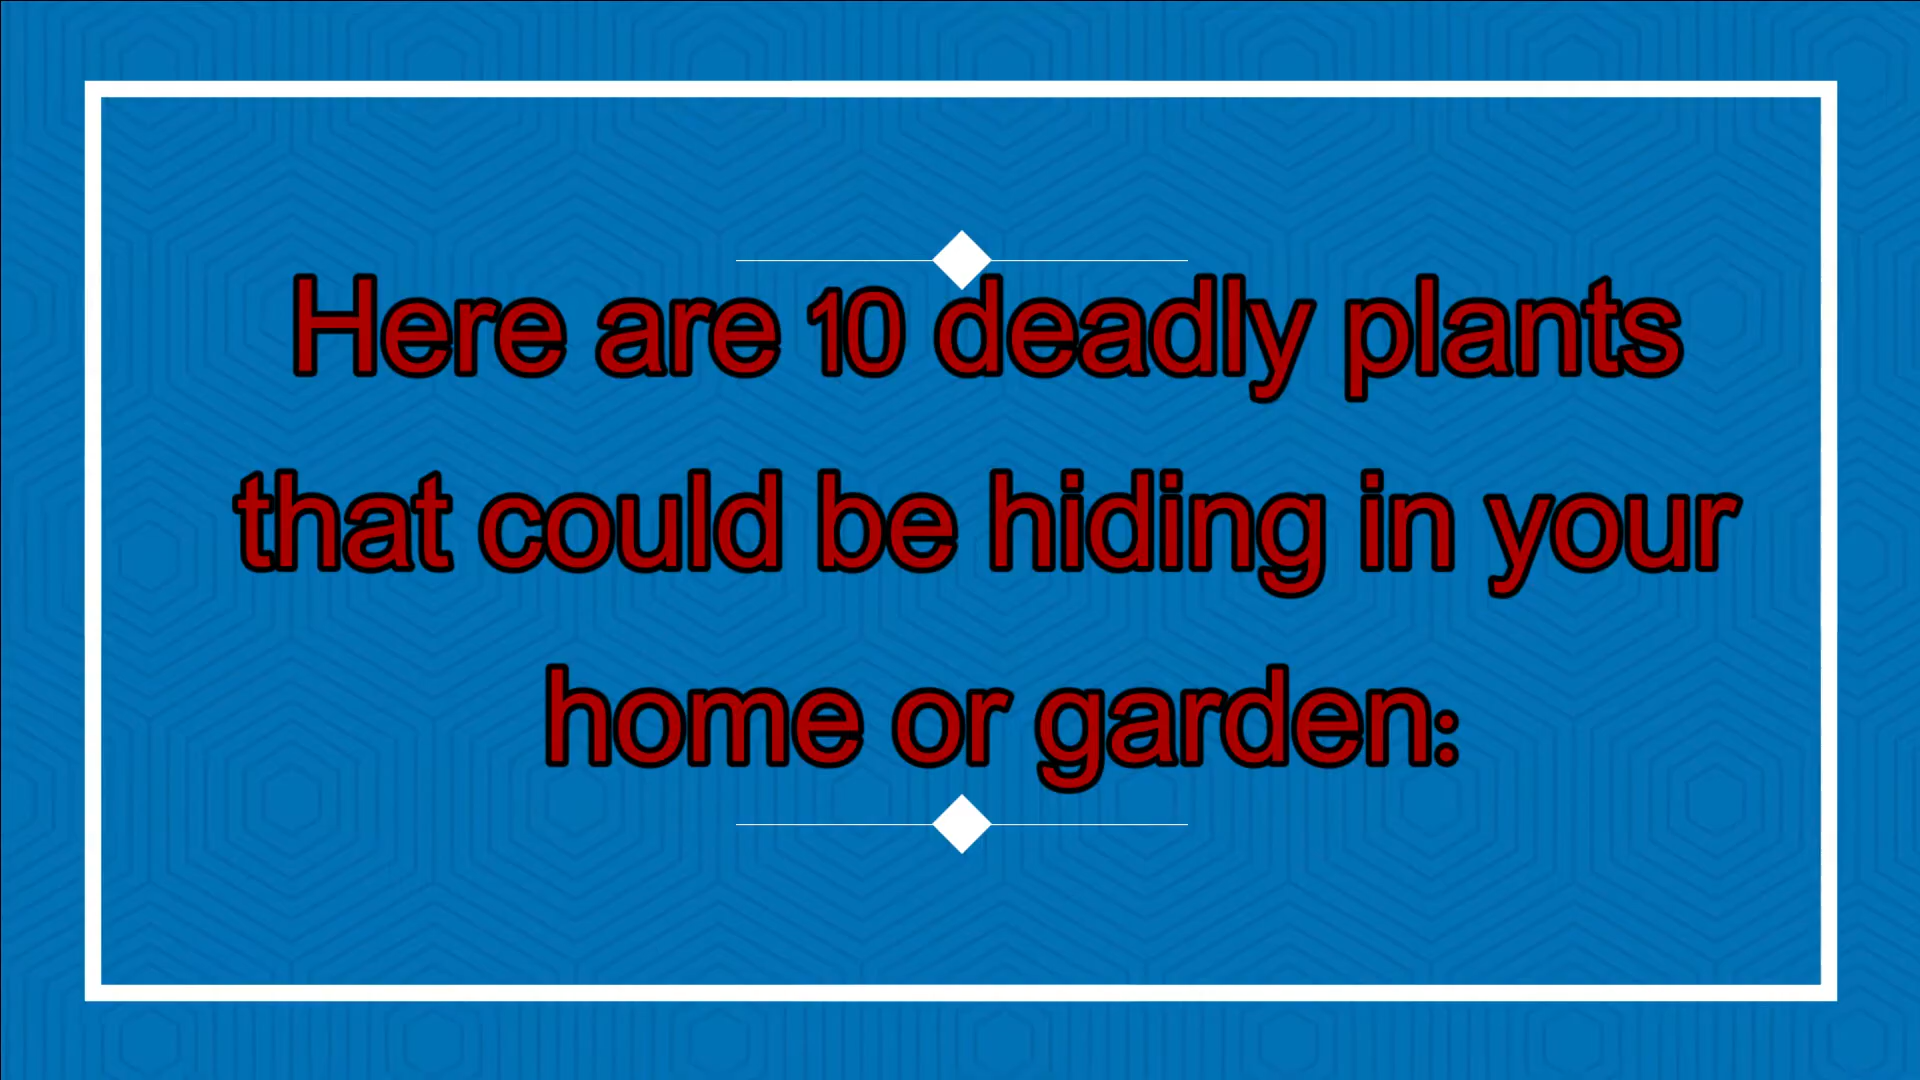 Here are 10 deadly plants
that could be hiding in your
home or garden: